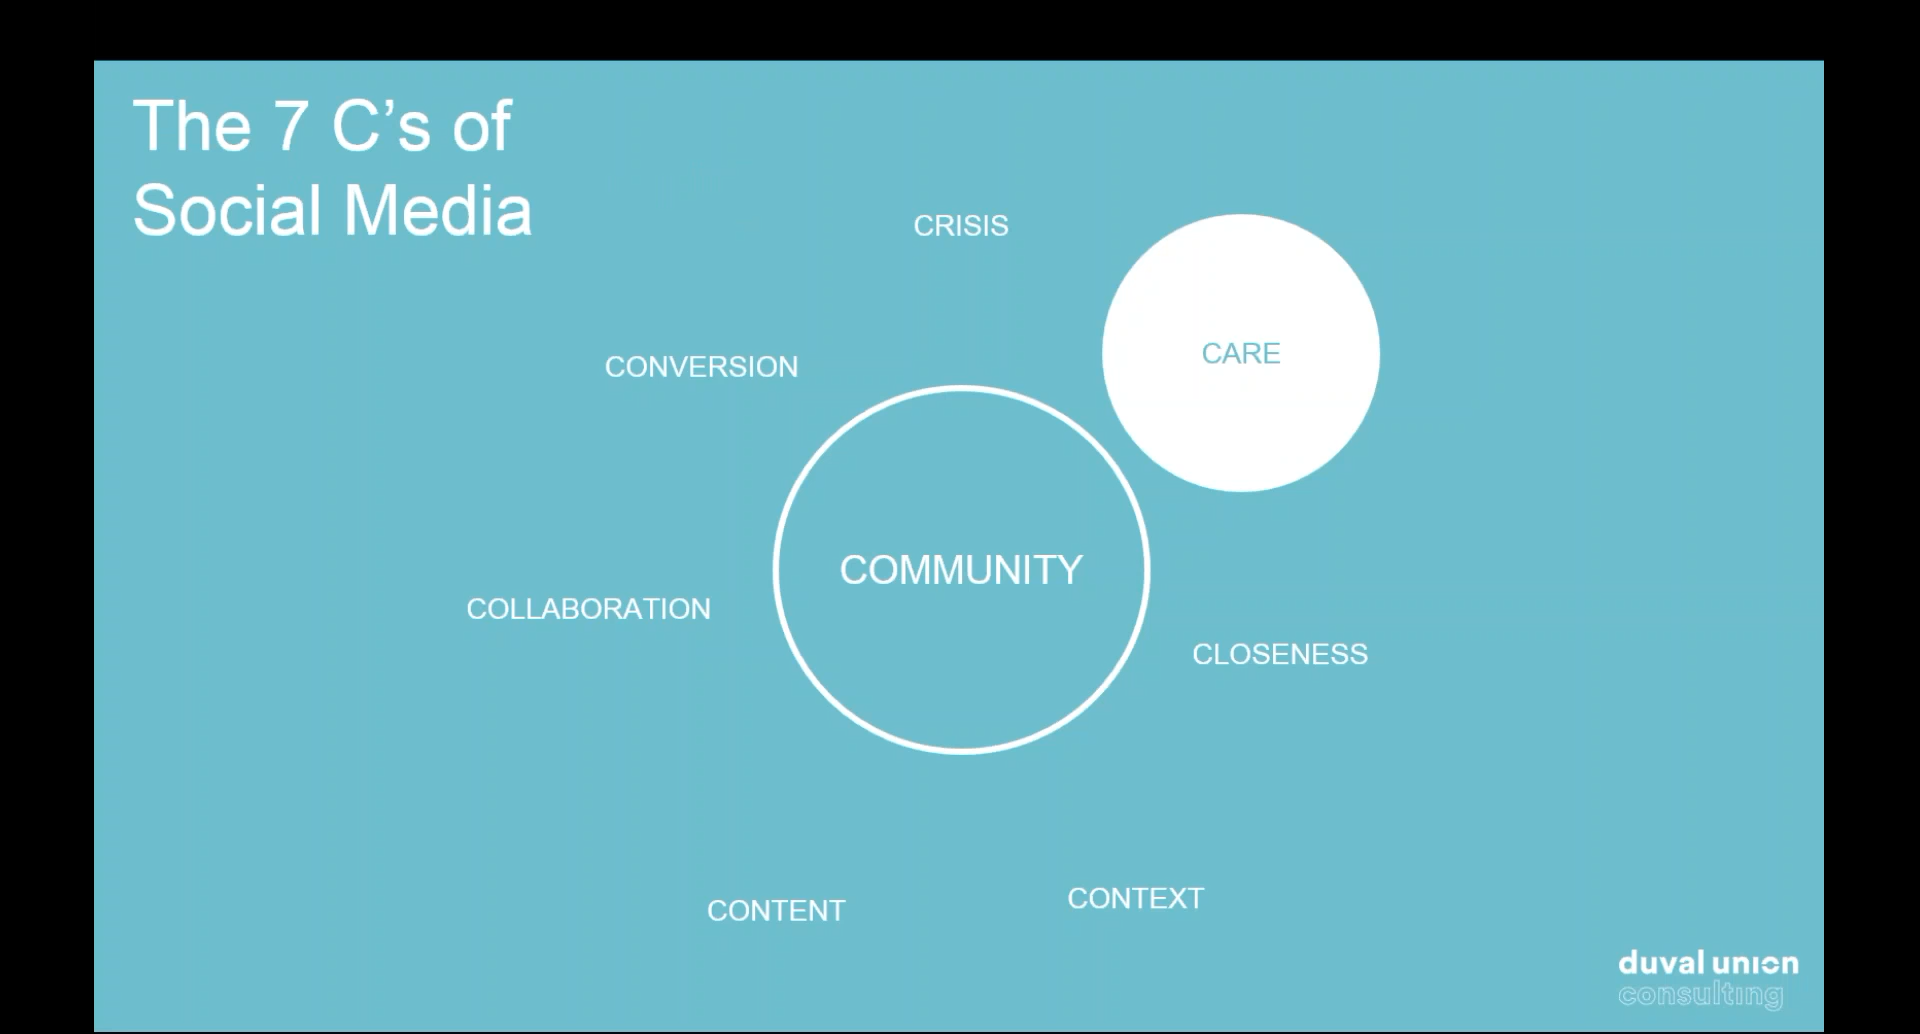 The 7 C’s of
Social Media
CRISIS
CARE
CONVERSION
COMMUNITY
COLLABORATION
CLOSENESS
CONTENT
CONTEXT
duval union
consulting